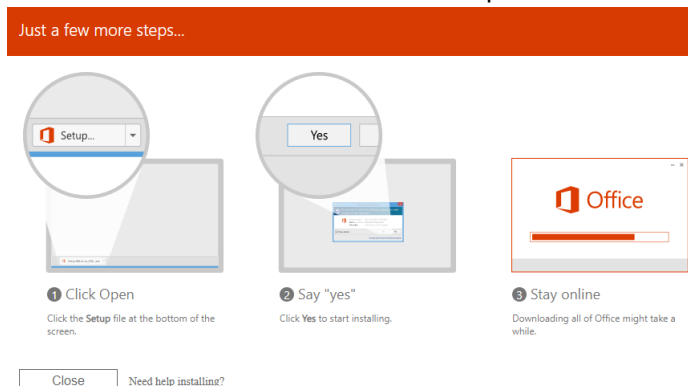 Just a few more steps...
Setup...
Yes
Office
1 Click Open
Click the Setup file at the bottom of the
screen.
2 Say "yes"
Click Yes to start installing.
3 Stay online
Downloading all of Office might take a
while.
Close
Need help installing?